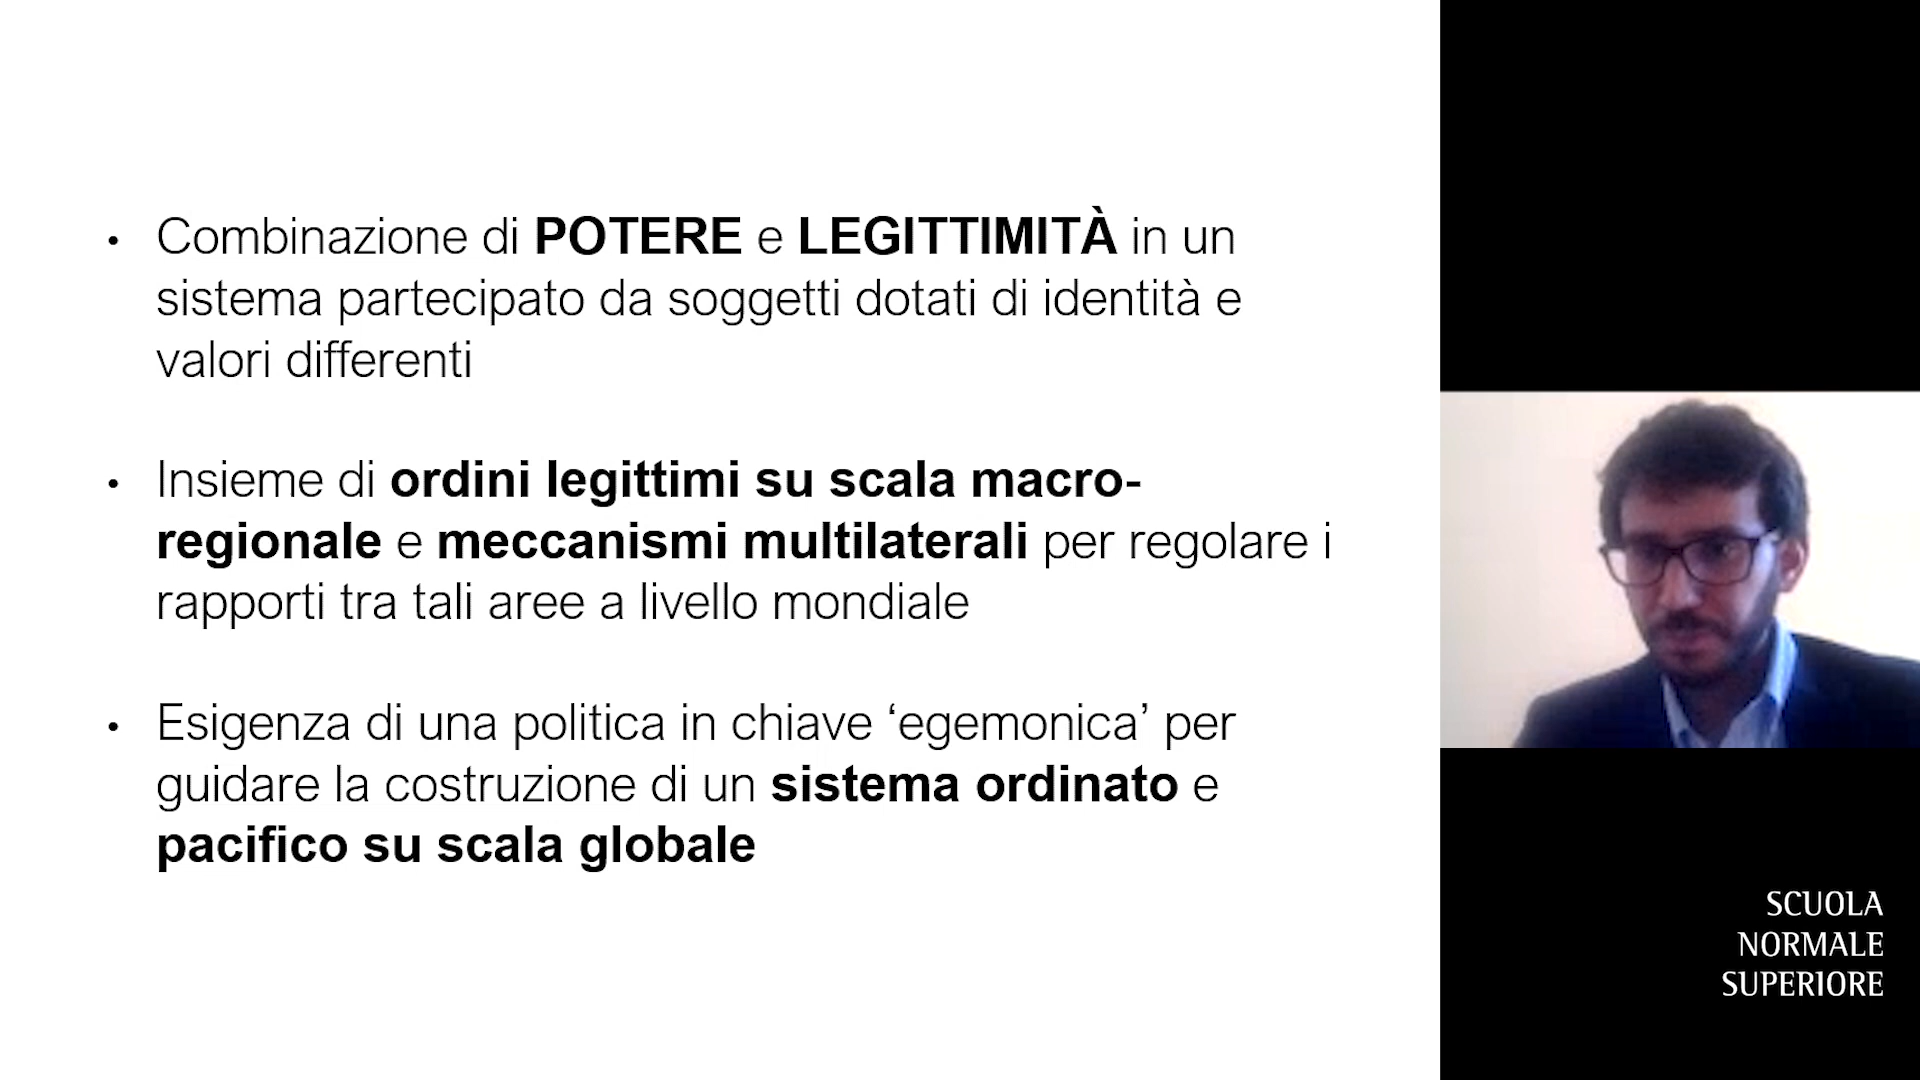 • Combinazione di POTERE e LEGITTIMITÀ in un
sistema partecipato da soggetti dotati di identità e
valori differenti
• Insieme di ordini legittimi su scala macro-
regionale e meccanismi multilaterali per regolare i
rapporti tra tali aree a livello mondiale
• Esigenza di una politica in chiave ‘egemonica’ per
guidare la costruzione di un sistema ordinato e
pacifico su scala globale
SCUOLA
NORMALE
SUPERIORE